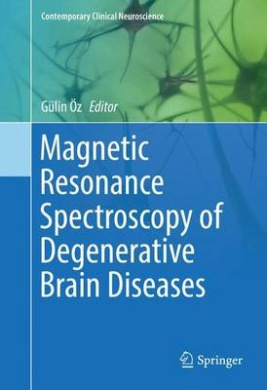 Contemporary Clinical Neuroscience
Gülin Öz Editor
Magnetic
Resonance
Spectroscopy of
Degenerative
Brain Diseases
Springer